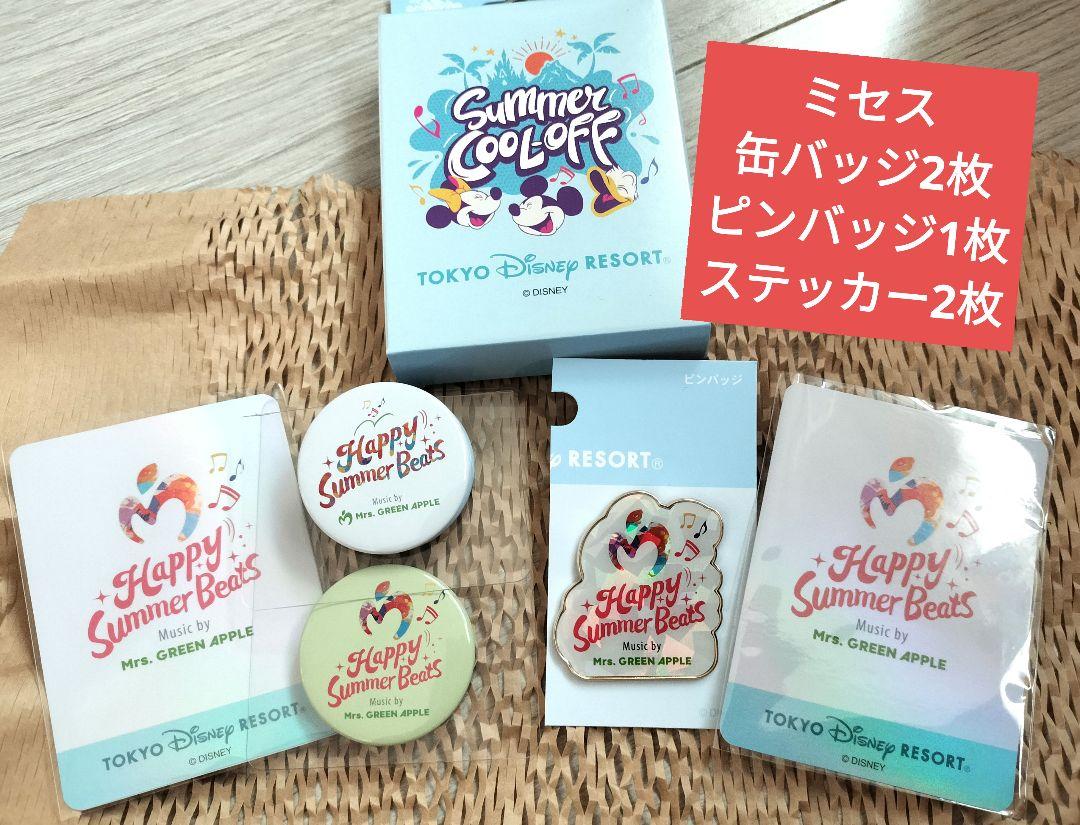 Summer
COOL-OFF
TOKYO Disney RESORT®
© DISNEY
ミセス
缶バッジ2枚
ピンバッジ1枚
ステッカー2枚
Happy
Summer Beats
Music by
Mrs. GREEN APPLE
TOKYO Disney RESORT®
© DISNEY
Happy
Summer Beats
Music by
Mrs. GREEN APPLE
Happy
Summer Beats
Music by
Mrs. GREEN APPLE
ピンバッジ
RESORT®
Happy
Summer Beats
Music by
Mrs. GREEN APPLE
Happy
Summer Beats
Music by
Mrs. GREEN APPLE
TOKYO Disney RESORT®
© DISNEY